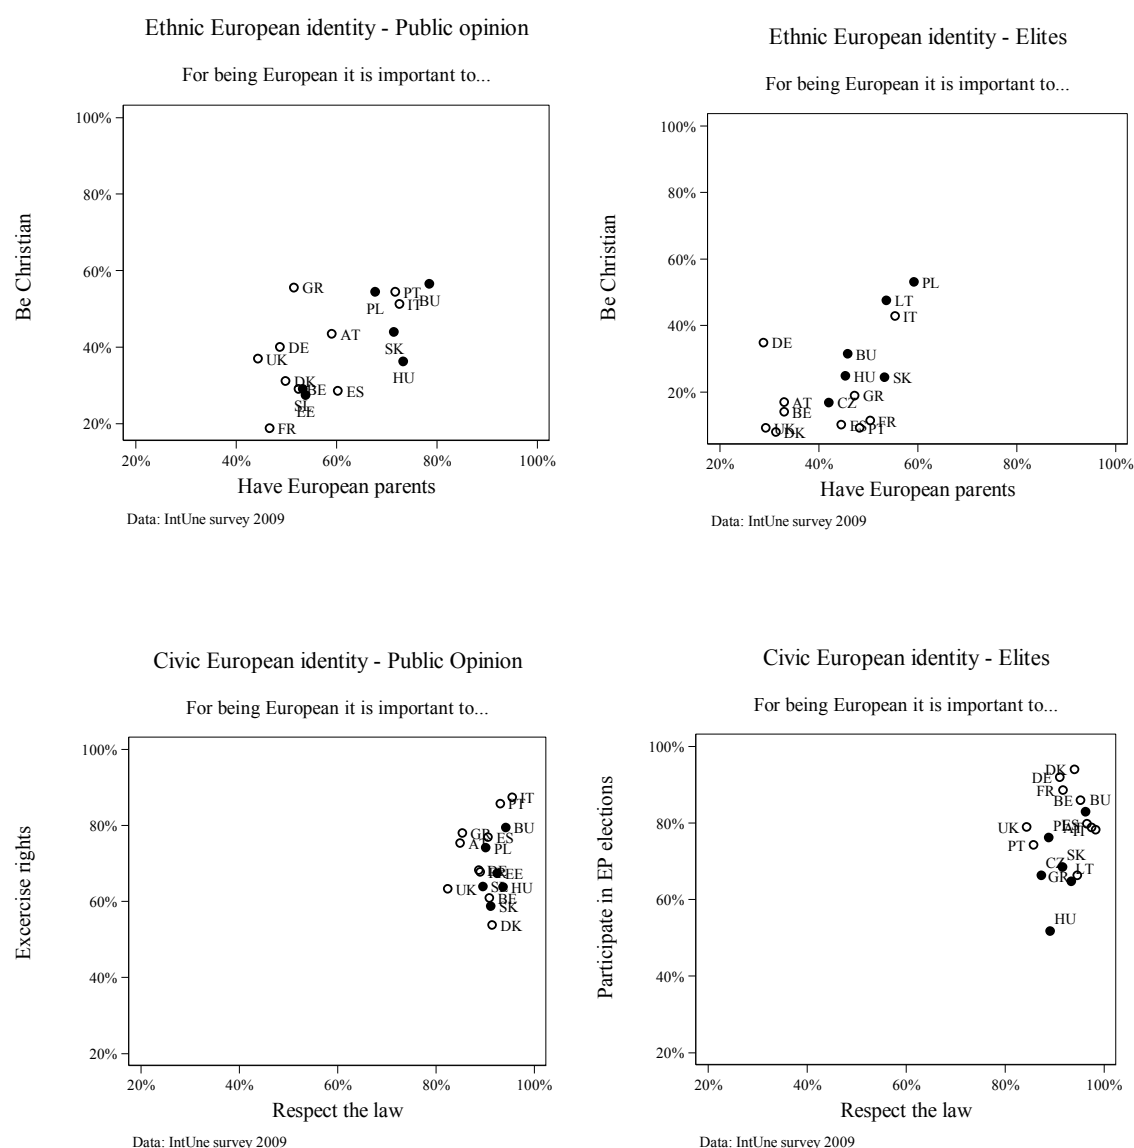 Ethnic European identity - Public opinion
For being European it is important to...
Be Christian
100%
80%
60%
40%
20%
GR
PT
IT
BU
PL
AT
SK
DE
UK
HU
DK
BE
ES
EE
FR
20% 40% 60% 80% 100%
Have European parents
Data: IntUne survey 2009
Ethnic European identity - Elites
For being European it is important to...
Be Christian
100%
80%
60%
40%
20%
PL
LT
IT
DE
BU
HU
SK
GR
CZ
AT
BE
FR
ES
PT
UK
DK
20% 40% 60% 80% 100%
Have European parents
Data: IntUne survey 2009
Civic European identity - Public Opinion
For being European it is important to...
Excercise rights
100%
80%
60%
40%
20%
IT
PT
BU
GR
ES
PL
DE
EE
UK
HU
BE
SK
DK
20% 40% 60% 80% 100%
Respect the law
Data: IntUne survey 2009
Civic European identity - Elites
For being European it is important to...
Participate in EP elections
100%
80%
60%
40%
20%
DK
DE
FR
BE
BU
UK
ES
PT
SK
CZ
LT
GR
HU
20% 40% 60% 80% 100%
Respect the law
Data: IntUne survey 2009